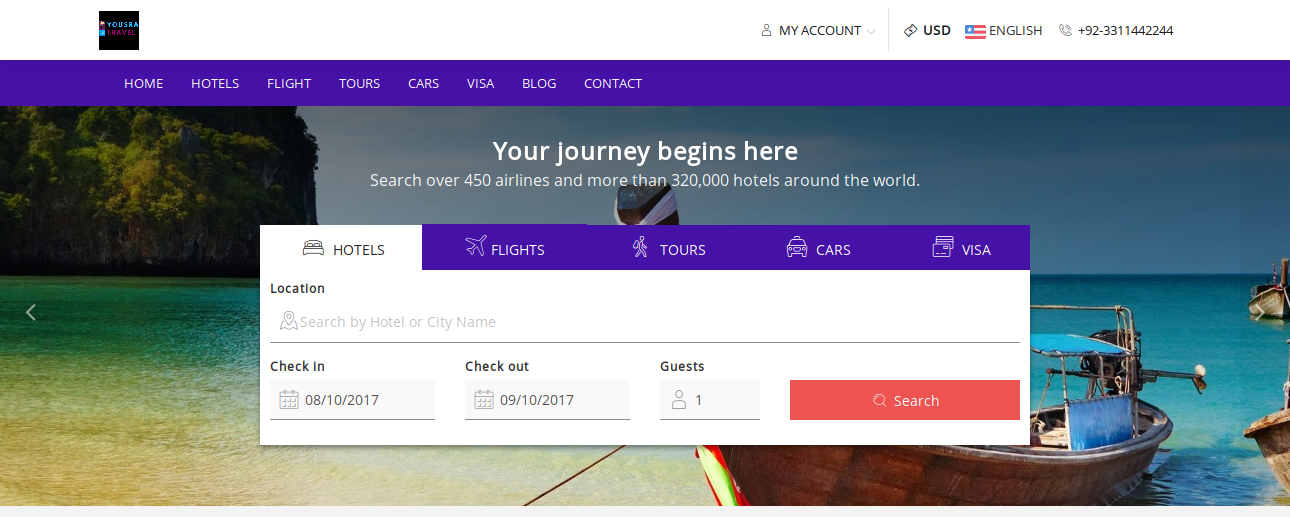 YOUSRA
TRAVEL
MY ACCOUNT
USD
ENGLISH
+92-3311442244
HOME
HOTELS
FLIGHT
TOURS
CARS
VISA
BLOG
CONTACT
Your journey begins here
Search over 450 airlines and more than 320,000 hotels around the world.
HOTELS
FLIGHTS
TOURS
CARS
VISA
Location
Search by Hotel or City Name
Check in
Check out
Guests
08/10/2017
09/10/2017
1
Search